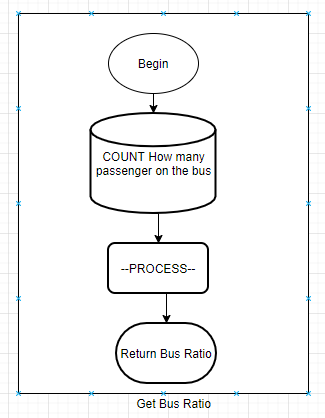 Begin
COUNT How many
passenger on the bus
--PROCESS--
Return Bus Ratio
Get Bus Ratio